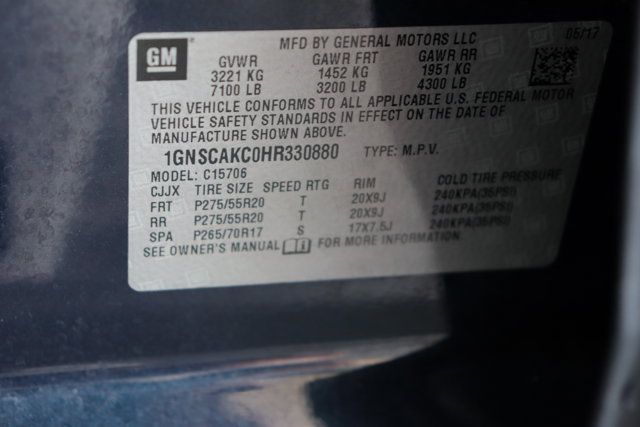 GM
MFD BY GENERAL MOTORS LLC 05/17
GVWR GAWR FRT GAWR RR
3221 KG 1452 KG 1951 KG
7100 LB 3200 LB 4300 LB
THIS VEHICLE CONFORMS TO ALL APPLICABLE U.S. FEDERAL MOTOR
VEHICLE SAFETY STANDARDS IN EFFECT ON THE DATE OF
MANUFACTURE SHOWN ABOVE.
1GNSCAKC0HR330880 TYPE: M.P.V.
MODEL: C15706
CJJX TIRE SIZE SPEED RTG RIM COLD TIRE PRESSURE
FRT P275/55R20 T 20X9J 240KPA(35PSI)
RR P275/55R20 T 20X9J 240KPA(35PSI)
SPA P265/70R17 S 17X7.5J 240KPA(35PSI)
SEE OWNER'S MANUAL FOR MORE INFORMATION